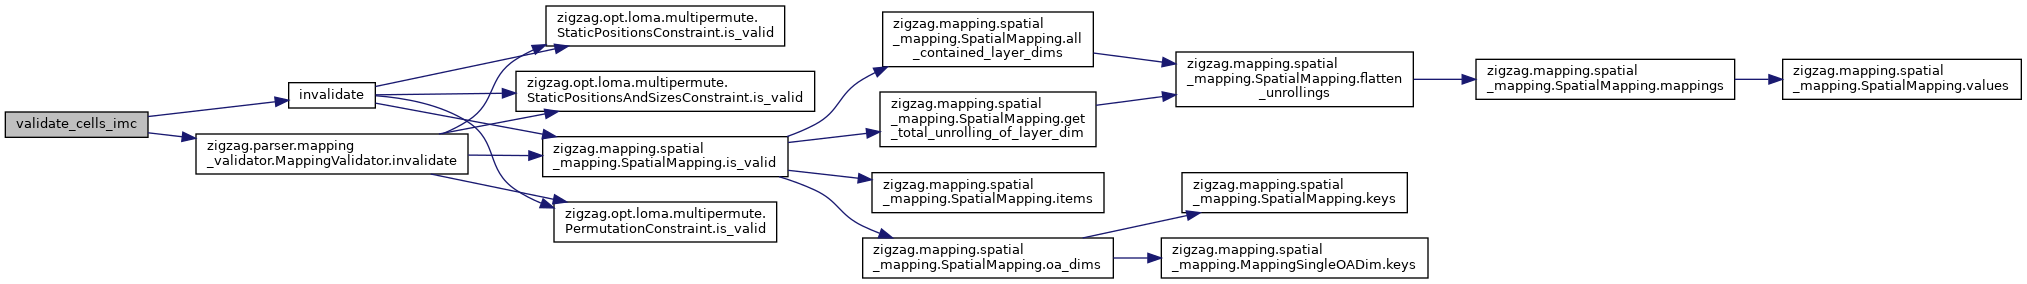 validate_cells_imc
invalidate
zigzag.parser.mapping
_validator.MappingValidator.invalidate
zigzag.opt.loma.multipermute.
StaticPositionsConstraint.is_valid
zigzag.opt.loma.multipermute.
StaticPositionsAndSizesConstraint.is_valid
zigzag.mapping.spatial
_mapping.SpatialMapping.is_valid
zigzag.opt.loma.multipermute.
PermutationConstraint.is_valid
zigzag.mapping.spatial
_mapping.SpatialMapping.all
_contained_layer_dims
zigzag.mapping.spatial
_mapping.SpatialMapping.get
_total_unrolling_of_layer_dim
zigzag.mapping.spatial
_mapping.SpatialMapping.items
zigzag.mapping.spatial
_mapping.SpatialMapping.oa_dims
zigzag.mapping.spatial
_mapping.SpatialMapping.flatten
_unrollings
zigzag.mapping.spatial
_mapping.SpatialMapping.keys
zigzag.mapping.spatial
_mapping.MappingSingleOADim.keys
zigzag.mapping.spatial
_mapping.SpatialMapping.mappings
zigzag.mapping.spatial
_mapping.SpatialMapping.values